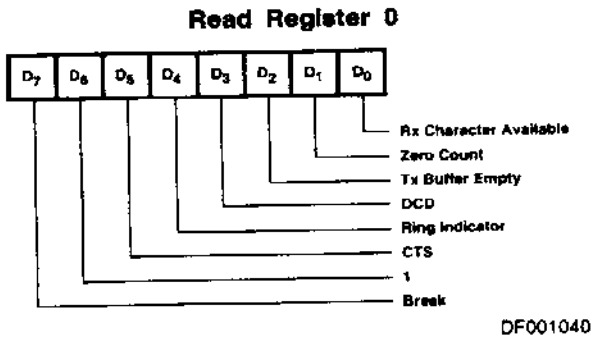 Read Register 0
D7 D6 D5 D4 D3 D2 D1 D0
Rx Character Available
Zero Count
Tx Buffer Empty
DCD
Ring Indicator
CTS
1
Break
DF001040